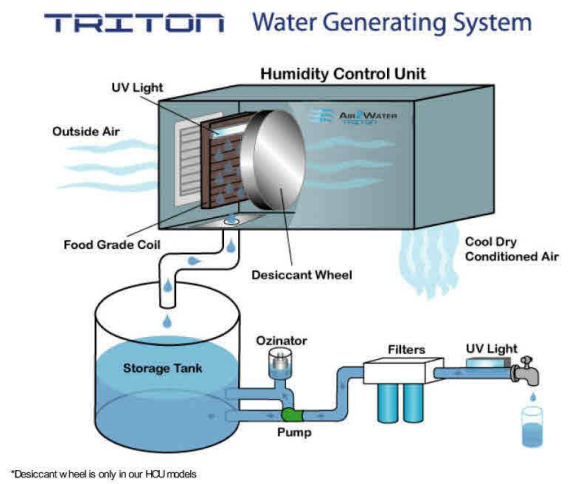 TRITON Water Generating System
Humidity Control Unit
UV Light
AIR2WATER
TRITON
Outside Air
Food Grade Coil
Desiccant Wheel
Cool Dry
Conditioned Air
Ozinator
Filters
UV Light
Storage Tank
Pump
*Desiccant wheel is only in our HCU models